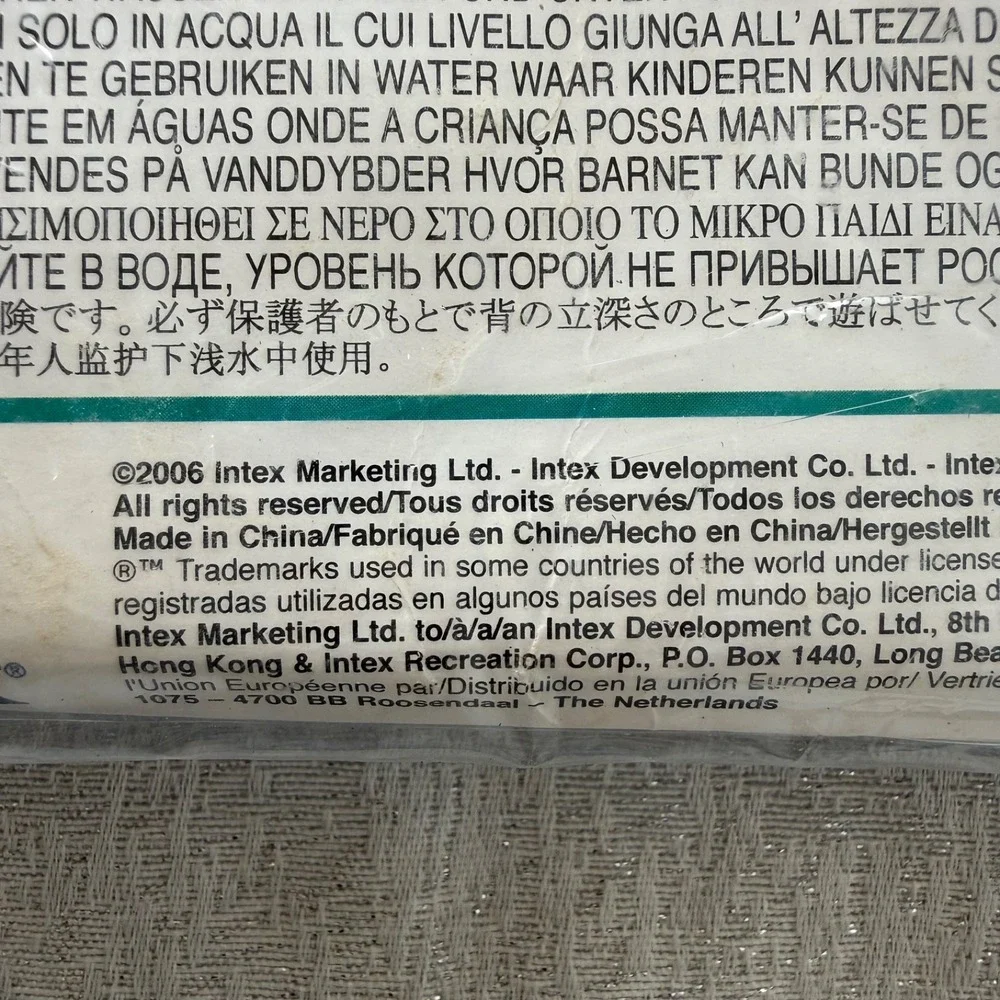 SOLO IN ACQUA IL CUI LIVELLO GIUNGA ALL' ALTEZZA D
EN TE GEBRUIKEN IN WATER WAAR KINDEREN KUNNEN S
TE EM ÁGUAS ONDE A CRIANÇA POSSA MANTER-SE DE
ENDES PÅ VANDDYBDER HVOR BARNET KAN BUNDE OG
ΣΙΜΟΠΟΙΗΘΕΙ ΣΕ ΝΕΡΟ ΣΤΟ ΟΠΟΙΟ ΤΟ ΜΙΚΡΟ ΠΑΙΔΙ ΕΙΝΑ
ЙТЕ В ВОДЕ, УРОВЕНЬ КОТОРОЙ НЕ ПРИВЫШАЕТ РОС
険です。必ず保護者のもとで背の立深さのところで遊ばせてく
年人监护下浅水中使用。
©2006 Intex Marketing Ltd. - Intex Development Co. Ltd. - Intex
All rights reserved/Tous droits réservés/Todos los derechos re
Made in China/Fabriqué en Chine/Hecho en China/Hergestellt
®™ Trademarks used in some countries of the world under license
registradas utilizadas en algunos países del mundo bajo licencia d
Intex Marketing Ltd. to/à/a/an Intex Development Co. Ltd., 8th
Hong Kong & Intex Recreation Corp., P.O. Box 1440, Long Bea
®
l'Union Européenne par/Distribuido en la unión Europea por/ Vertrie
1075 – 4700 BB Roosendaal – The Netherlands